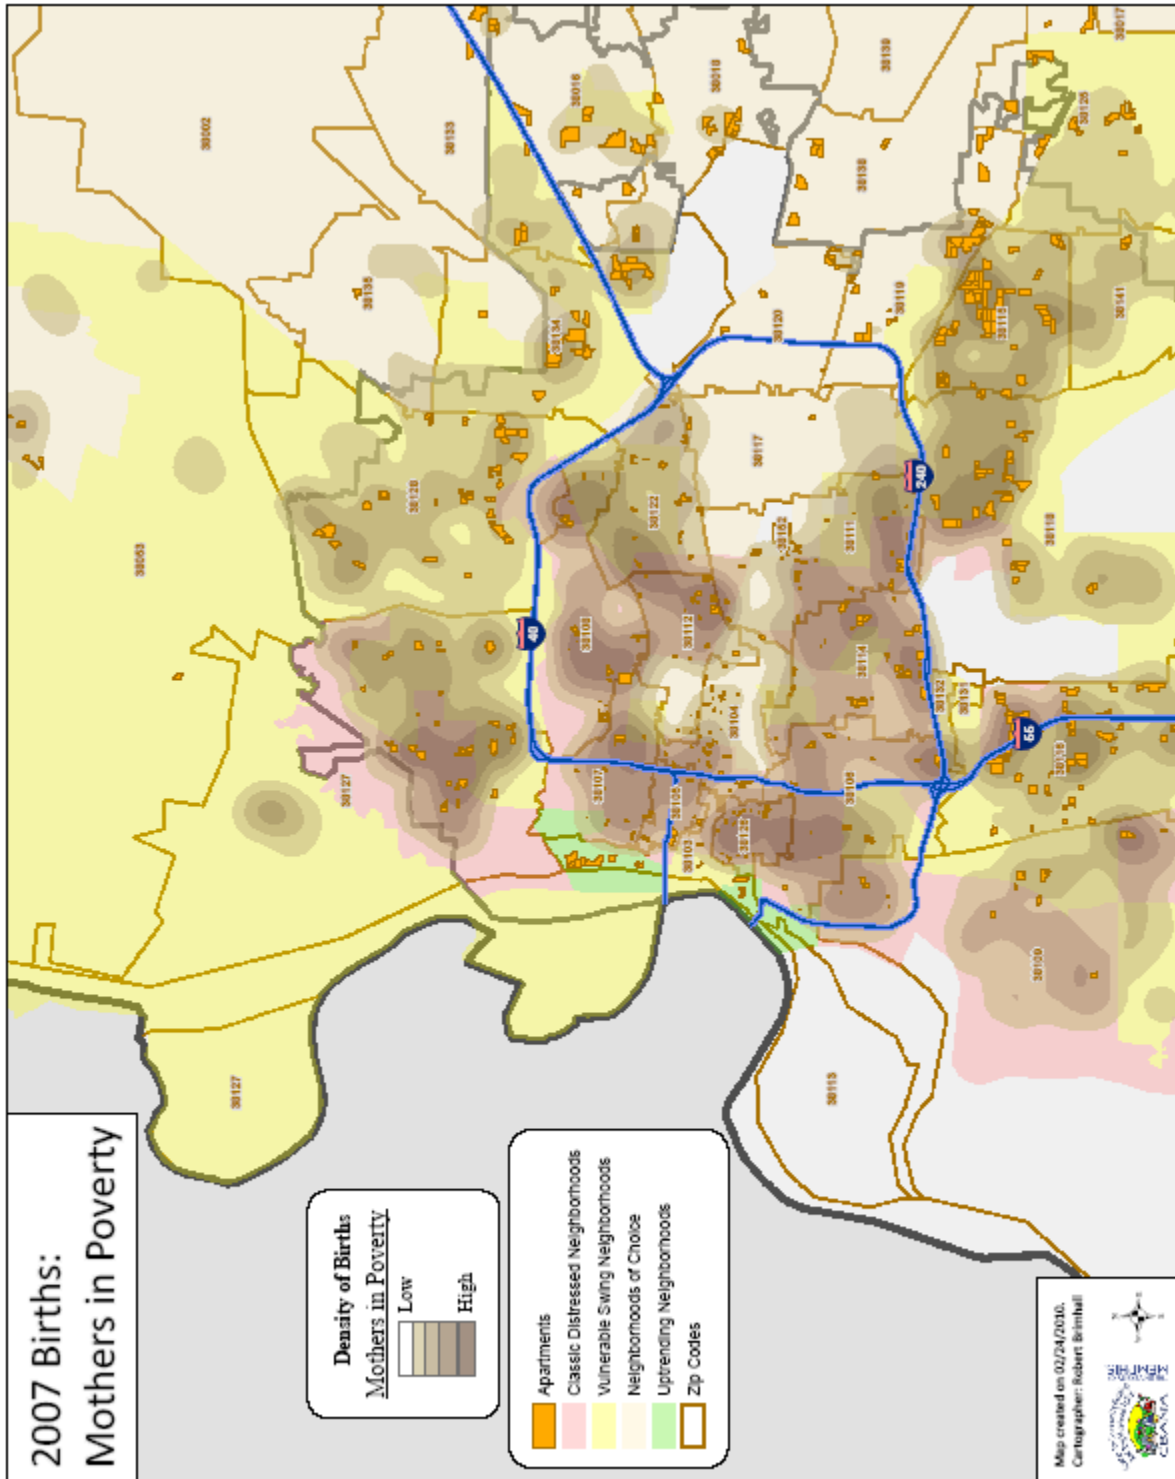 2007 Births:
Mothers in Poverty
Density of Births
Mothers in Poverty
Low
High
Apartments
Classic Distressed Neighborhoods
Vulnerable Swing Neighborhoods
Neighborhoods of Choice
Uptrending Neighborhoods
Zip Codes
Map created on 02/24/2010.
Cartographer: Robert Brimhall
CBANA
MEMPHIS
38127
38053
38002
38127
38128
38135
38133
38134
38016
38018
38139
38017
38138
38125
38107
38108
38122
38105
38103
38112
38104
38120
38117
38152
38111
38119
38126
38106
38114
38132
38131
38116
38118
38115
38141
38109
38113
40
240
55